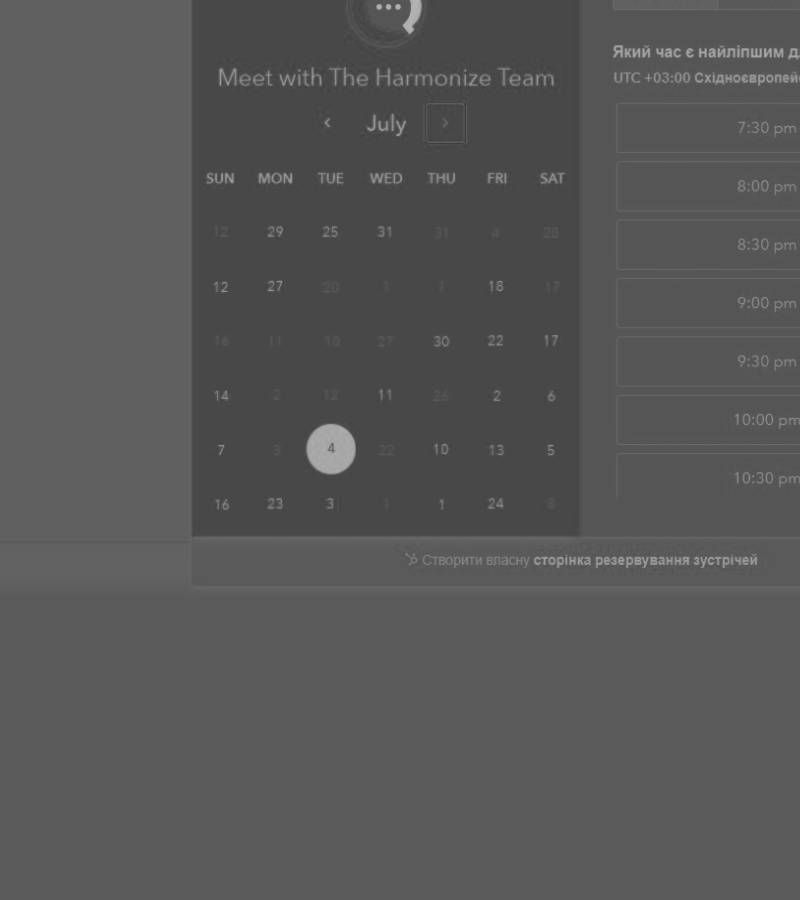 Meet with The Harmonize Team
July
SUN MON TUE WED THU FRI SAT
12 29 25 31 31 4 28
12 27 20 1 1 18 17
16 11 10 27 30 22 17
14 2 12 11 26 2 6
7 3 4 22 10 13 5
16 23 3 1 1 24 8
Який час є найліпшим д
UTC +03:00 Східноєвропей
7:30 pm
8:00 pm
8:30 pm
9:00 pm
9:30 pm
10:00 pm
10:30 pm
Створити власну сторінка резервування зустрічей